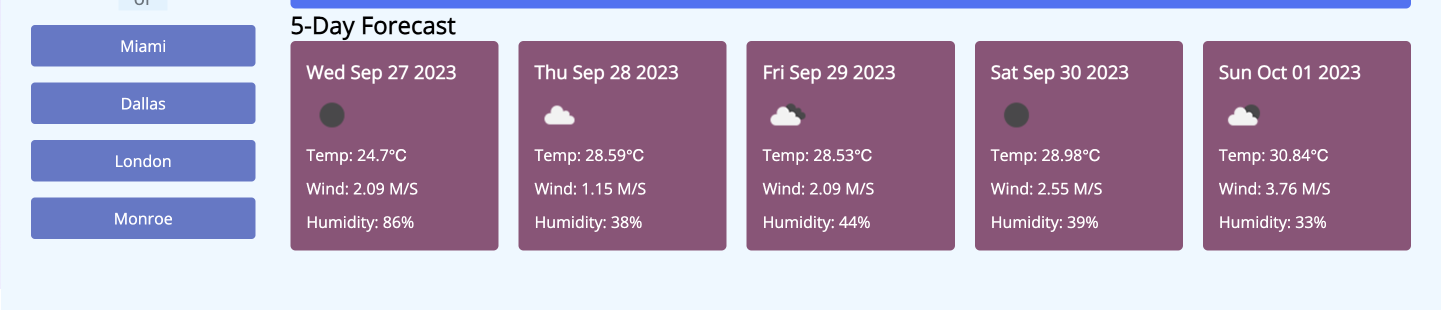 5-Day Forecast
Miami
Dallas
London
Monroe
Wed Sep 27 2023
Temp: 24.7°C
Wind: 2.09 M/S
Humidity: 86%
Thu Sep 28 2023
Temp: 28.59°C
Wind: 1.15 M/S
Humidity: 38%
Fri Sep 29 2023
Temp: 28.53°C
Wind: 2.09 M/S
Humidity: 44%
Sat Sep 30 2023
Temp: 28.98°C
Wind: 2.55 M/S
Humidity: 39%
Sun Oct 01 2023
Temp: 30.84°C
Wind: 3.76 M/S
Humidity: 33%